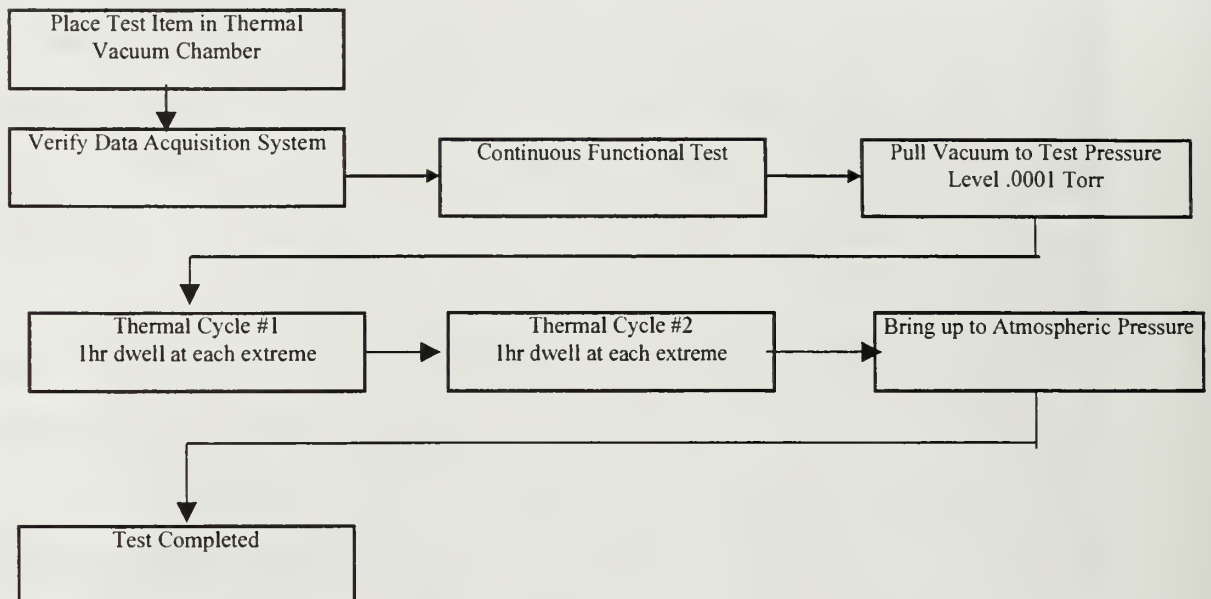 Place Test Item in Thermal
Vacuum Chamber
Verify Data Acquisition System
Continuous Functional Test
Pull Vacuum to Test Pressure
Level .0001 Torr
Thermal Cycle #1
1hr dwell at each extreme
Thermal Cycle #2
1hr dwell at each extreme
Bring up to Atmospheric Pressure
Test Completed